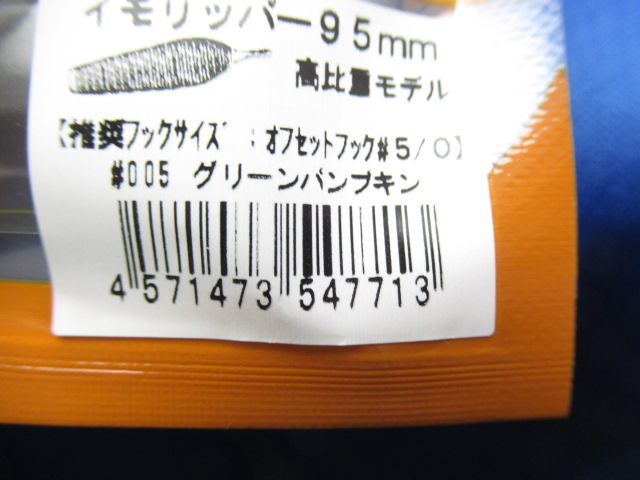 イモリッパー95mm
高比重モデル
【推奨フックサイズ：オフセットフック#5/0】
#005 グリーンパンプキン
4 571473 547713